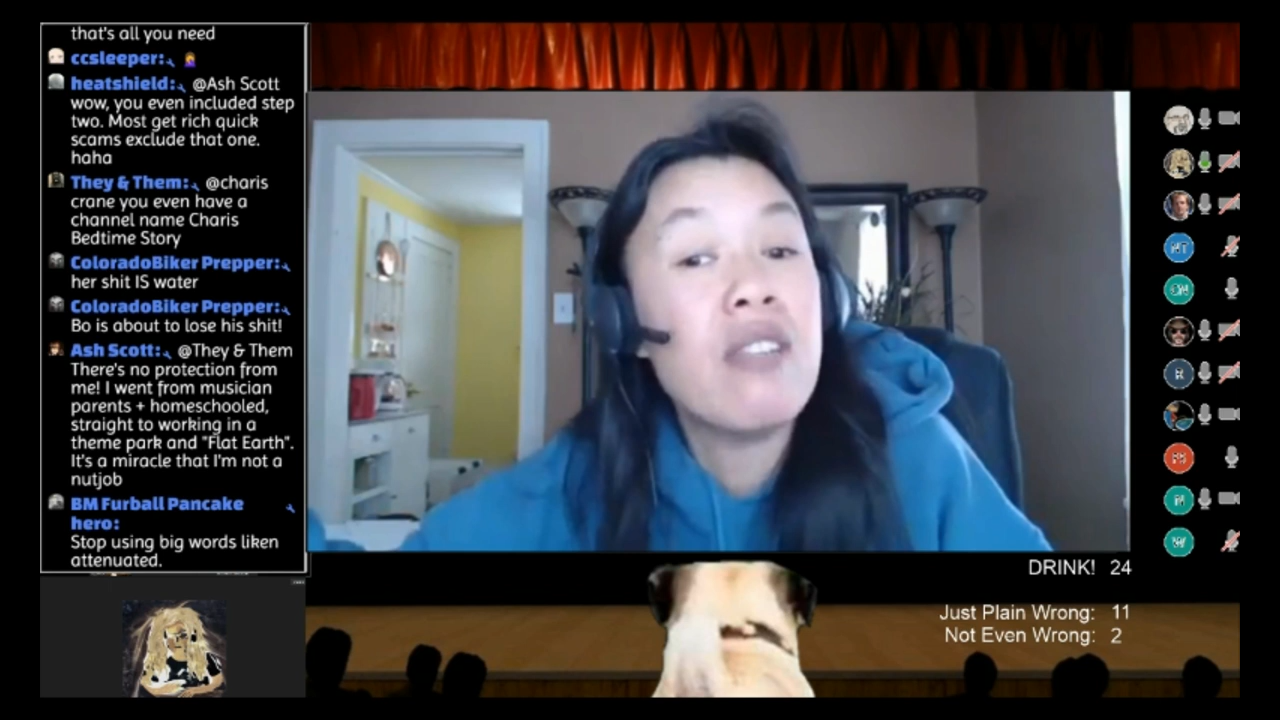 that's all you need
ccsleeper:
heatshield: @Ash Scott
wow, you even included step
two. Most get rich quick
scams exclude that one.
haha
They & Them: @charis
crane you even have a
channel name Charis
Bedtime Story
ColoradoBiker Prepper:
her shit IS water
ColoradoBiker Prepper:
Bo is about to lose his shit!
Ash Scott: @They & Them
There's no protection from
me! I went from musician
parents + homeschooled,
straight to working in a
theme park and "Flat Earth".
It's a miracle that I'm not a
nutjob
BM Furball Pancake
hero:
Stop using big words liken
attenuated.
DRINK! 24
Just Plain Wrong: 11
Not Even Wrong: 2